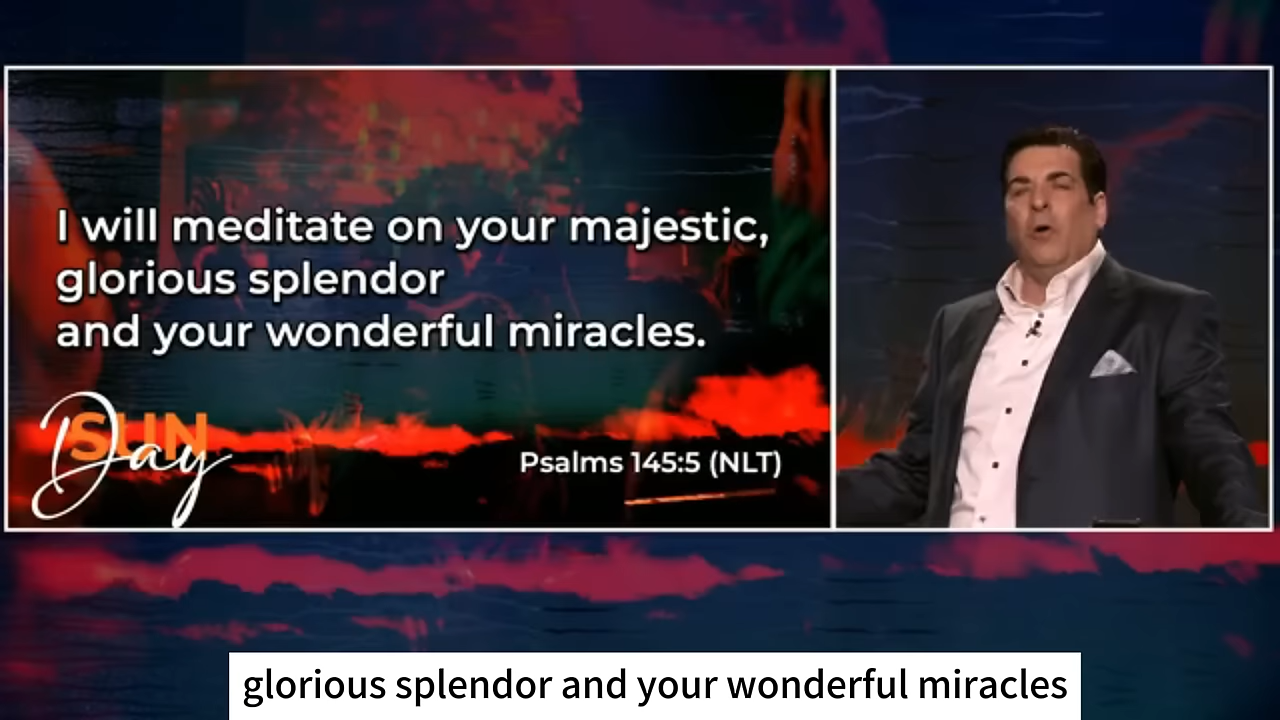 I will meditate on your majestic,
glorious splendor
and your wonderful miracles.
SUN
Day
Psalms 145:5 (NLT)
glorious splendor and your wonderful miracles